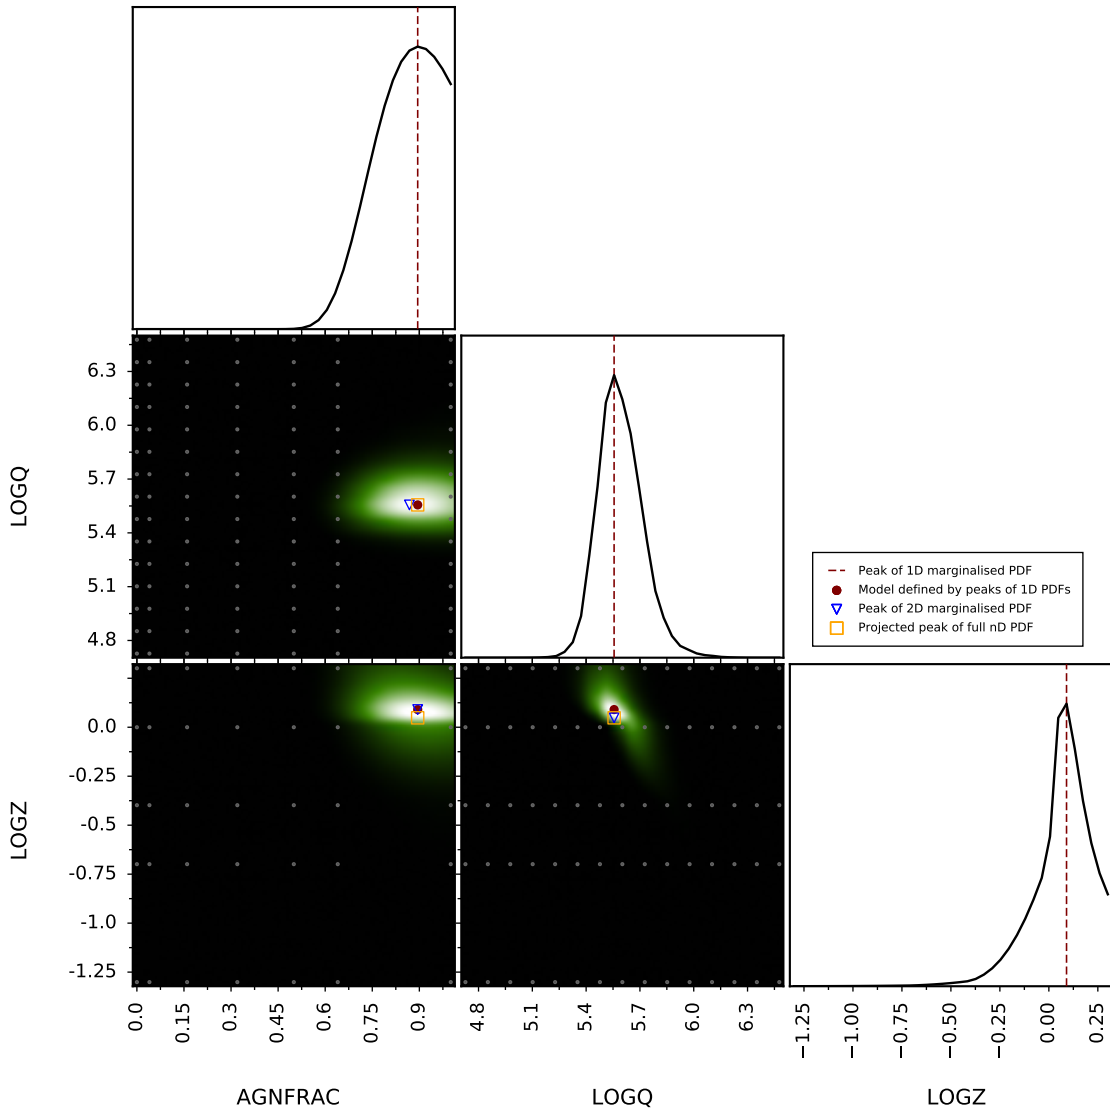 LOGQ
6.3
6.0
5.7
5.4
5.1
4.8
Peak of 1D marginalised PDF
Model defined by peaks of 1D PDFs
Peak of 2D marginalised PDF
Projected peak of full nD PDF
LOGZ
0.0
-0.25
-0.5
-0.75
-1.0
-1.25
0.0 0.15 0.3 0.45 0.6 0.75 0.9
4.8 5.1 5.4 5.7 6.0 6.3
−1.25 −1.00 −0.75 −0.50 −0.25 0.00 0.25
AGNFRAC LOGQ LOGZ